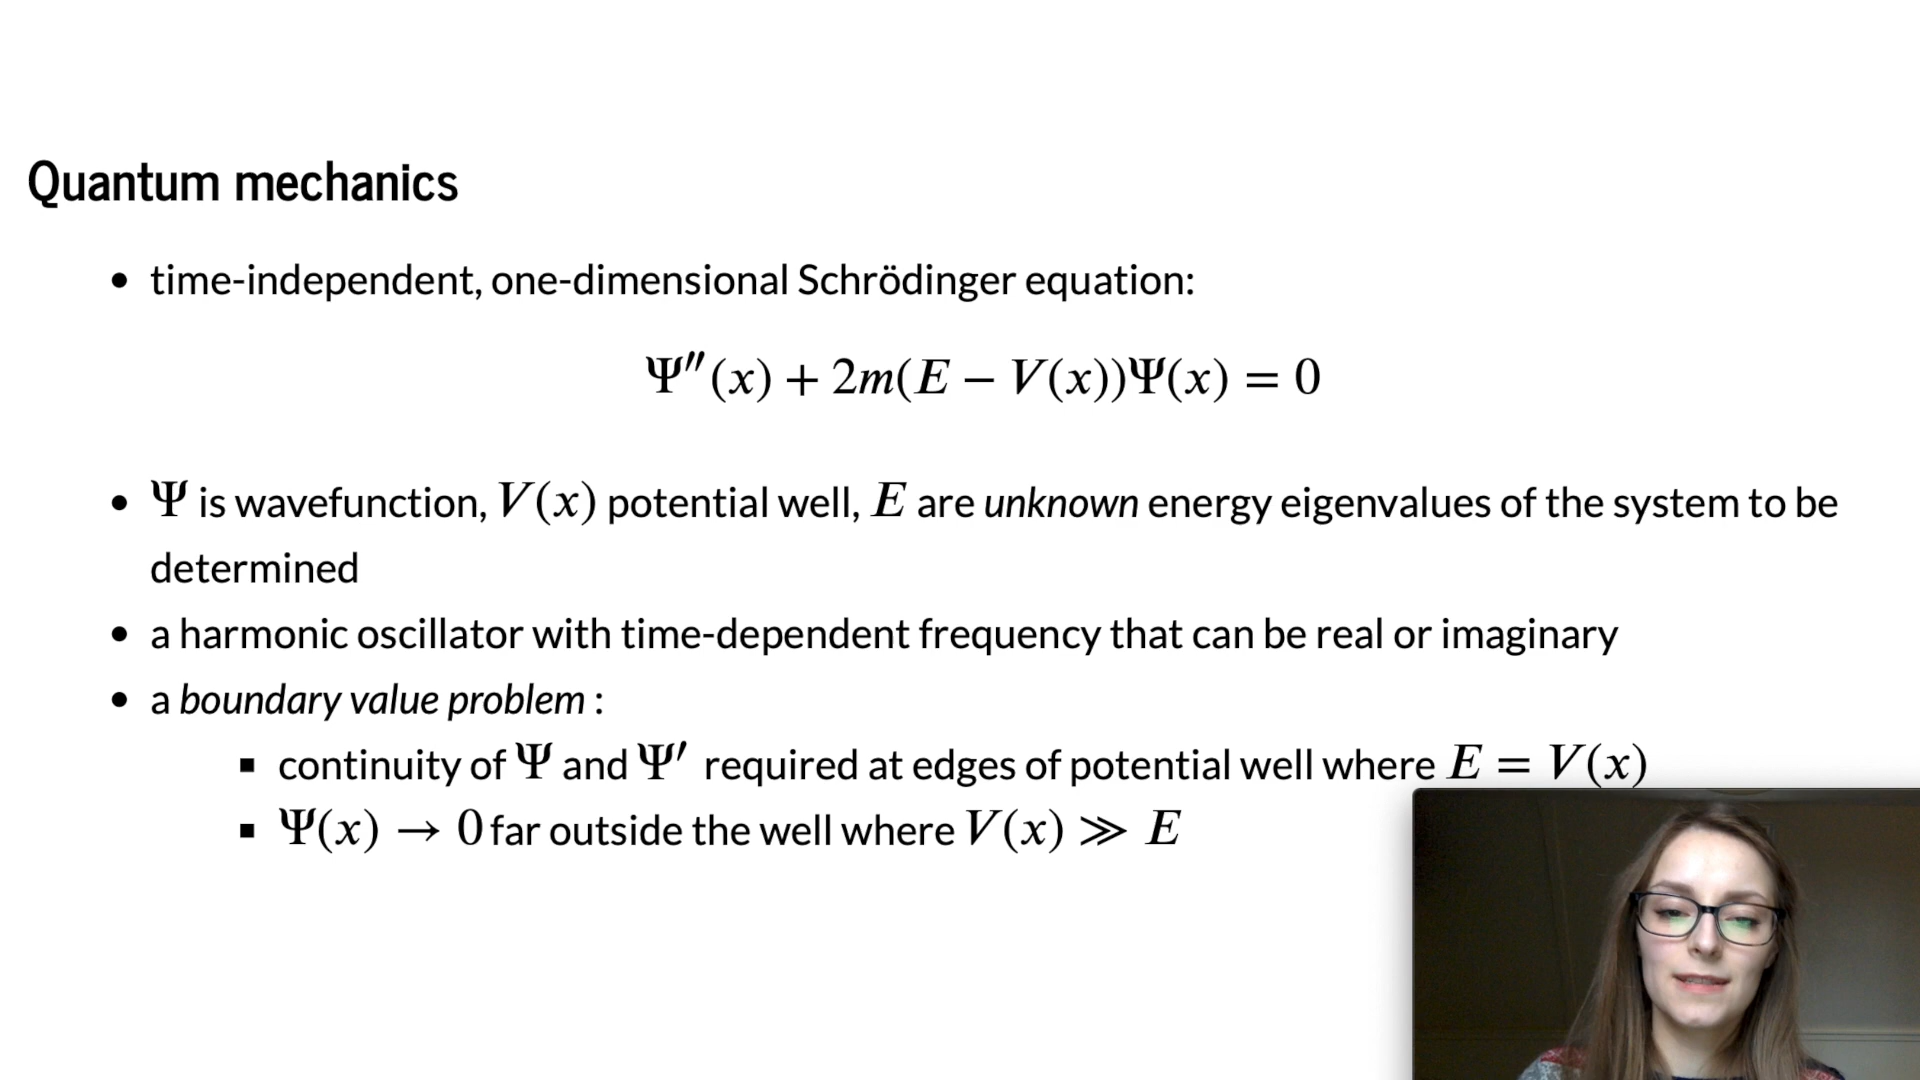 Quantum mechanics
• time-independent, one-dimensional Schrödinger equation:
Ψ″(x) + 2m(E − V(x))Ψ(x) = 0
• Ψ is wavefunction, V(x) potential well, E are unknown energy eigenvalues of the system to be
determined
• a harmonic oscillator with time-dependent frequency that can be real or imaginary
• a boundary value problem :
▪ continuity of Ψ and Ψ′ required at edges of potential well where E = V(x)
▪ Ψ(x) → 0 far outside the well where V(x) ≫ E